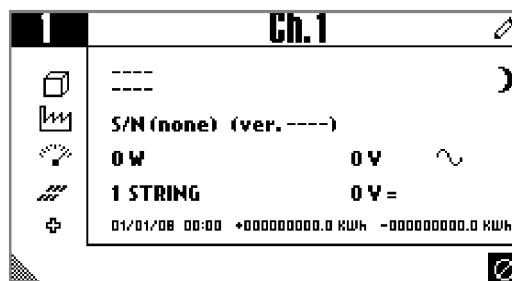 1 Ch.1
----
----
S/N (none) (ver. ----)
0 W 0 V
1 STRING 0 V =
01/01/08 00:00 +000000000.0 KWh -000000000.0 KWh